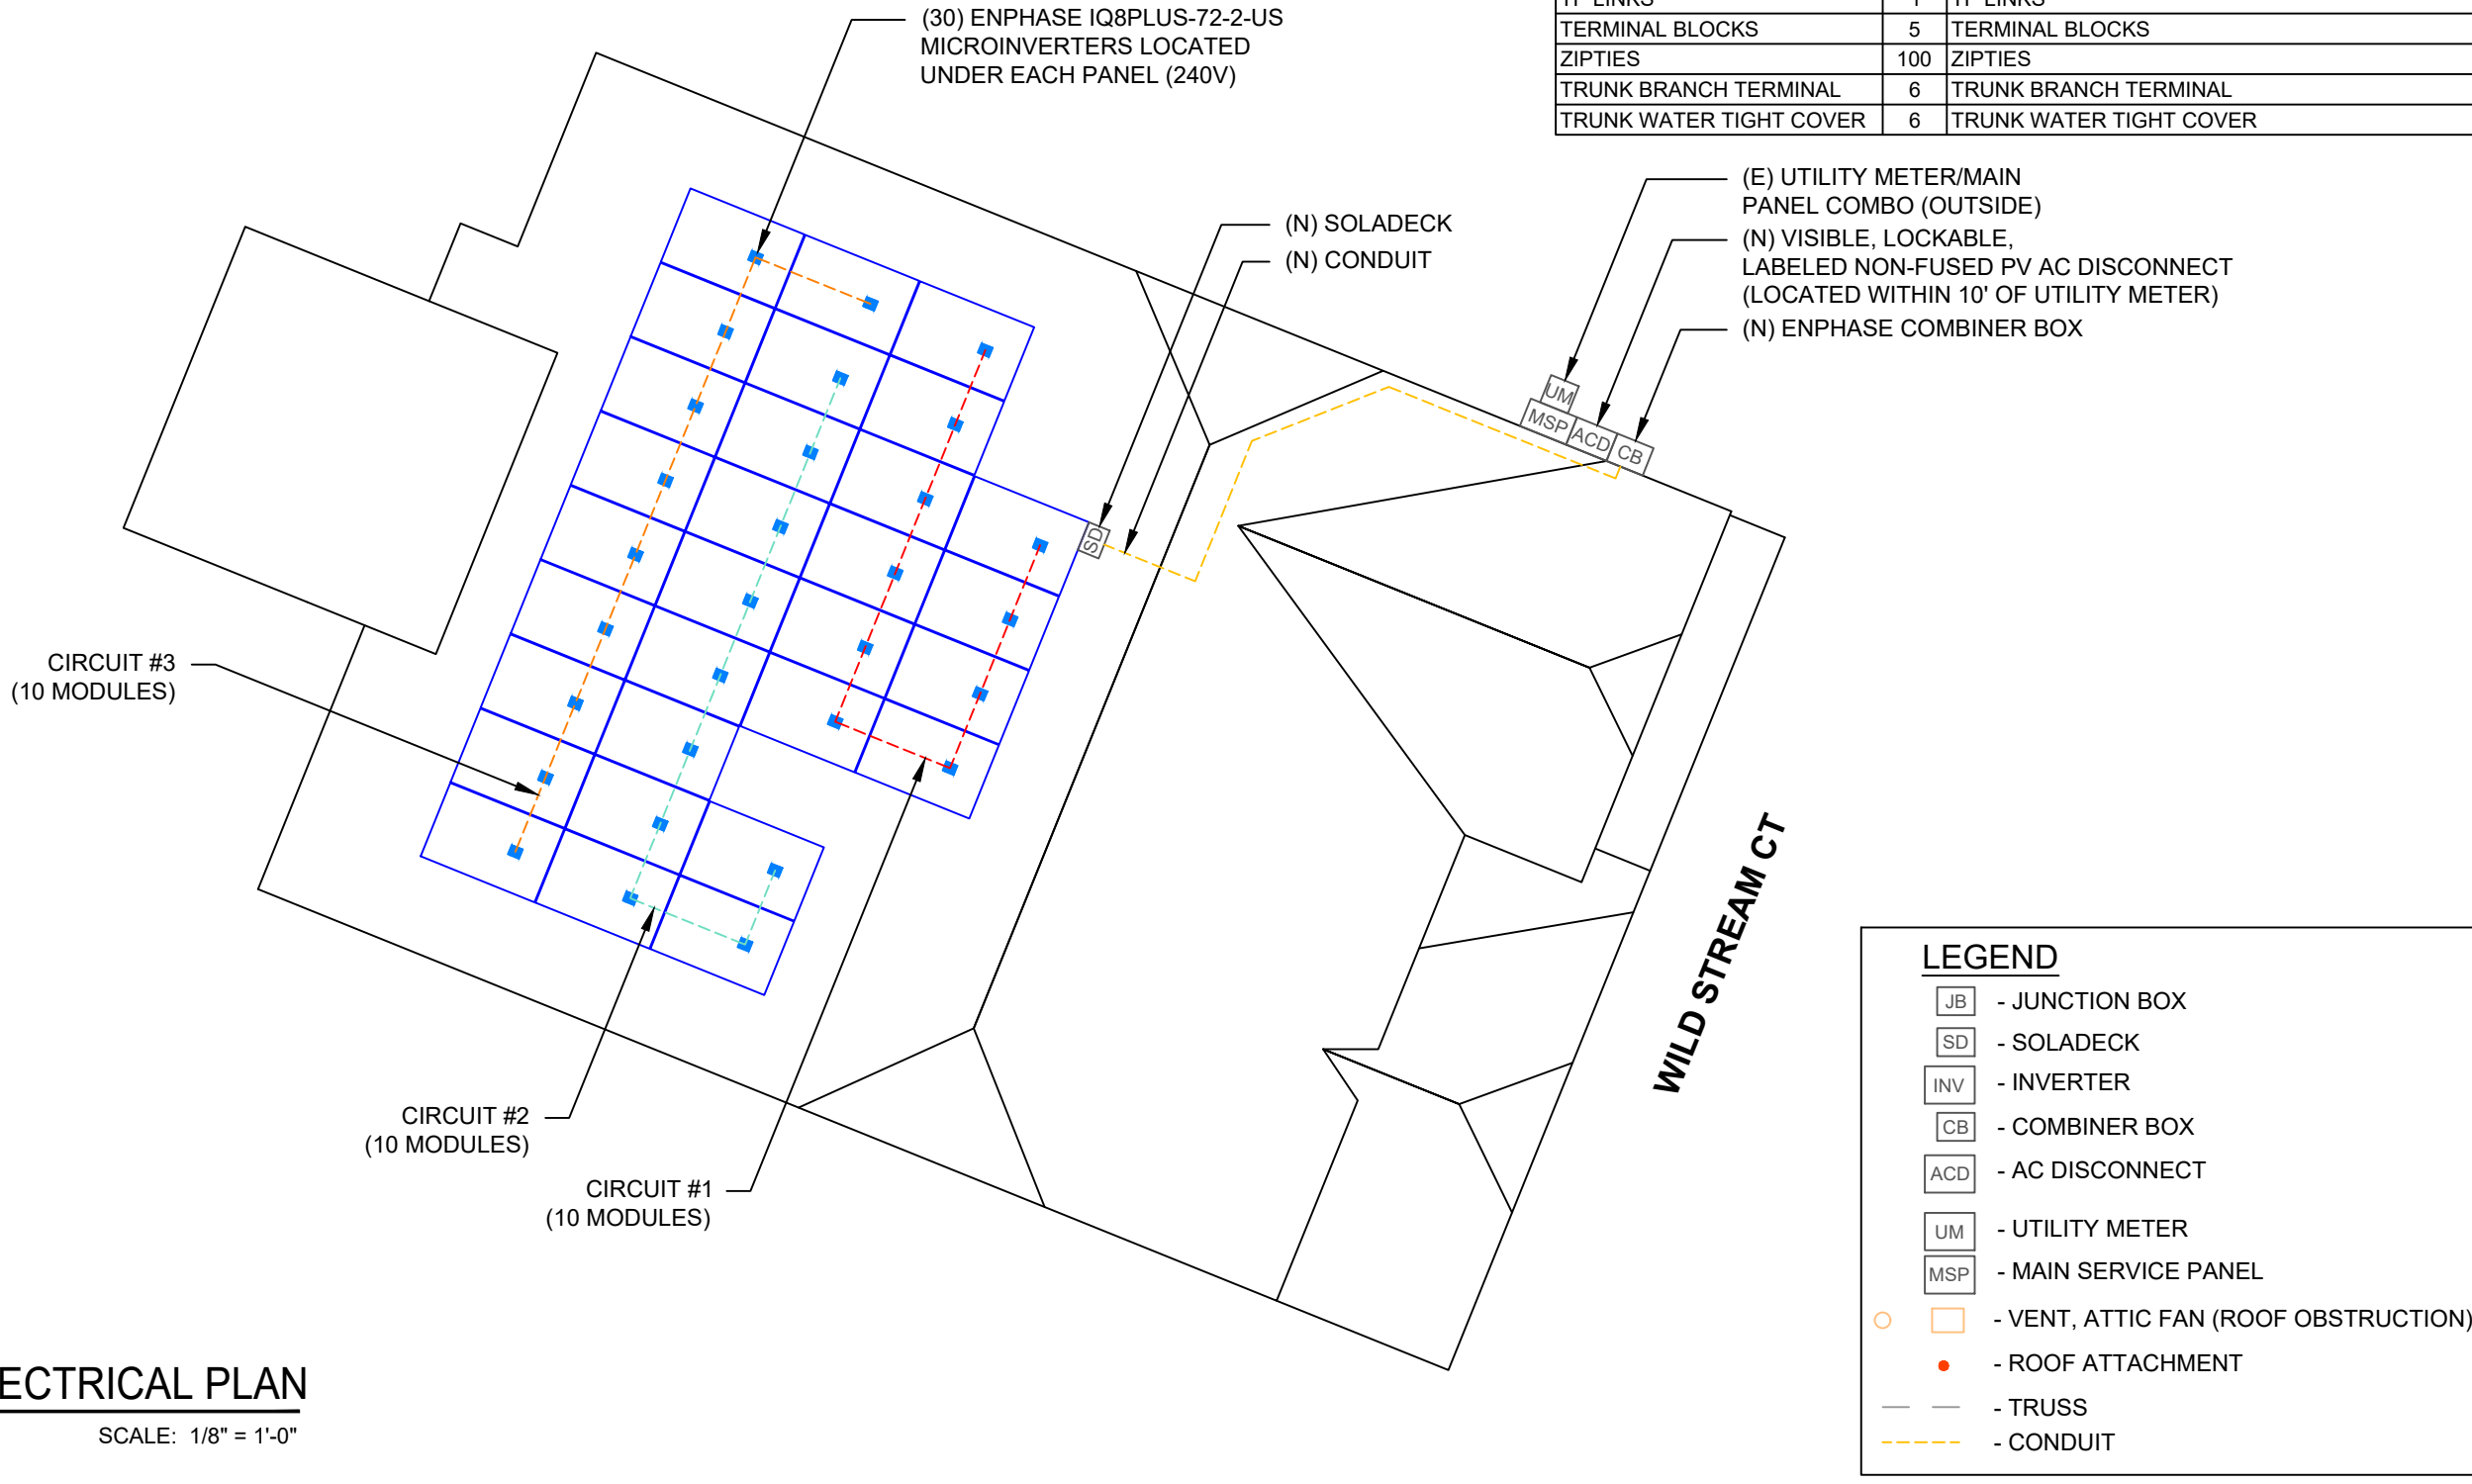 (30) ENPHASE IQ8PLUS-72-2-US
MICROINVERTERS LOCATED
UNDER EACH PANEL (240V)
TERMINAL BLOCKS 5 TERMINAL BLOCKS
ZIPTIES 100 ZIPTIES
TRUNK BRANCH TERMINAL 6 TRUNK BRANCH TERMINAL
TRUNK WATER TIGHT COVER 6 TRUNK WATER TIGHT COVER
(E) UTILITY METER/MAIN
PANEL COMBO (OUTSIDE)
(N) VISIBLE, LOCKABLE,
LABELED NON-FUSED PV AC DISCONNECT
(LOCATED WITHIN 10' OF UTILITY METER)
(N) ENPHASE COMBINER BOX
(N) SOLADECK
(N) CONDUIT
UM
MSP
ACD
CB
SD
CIRCUIT #3
(10 MODULES)
CIRCUIT #2
(10 MODULES)
CIRCUIT #1
(10 MODULES)
WILD STREAM CT
LEGEND
JB - JUNCTION BOX
SD - SOLADECK
INV - INVERTER
CB - COMBINER BOX
ACD - AC DISCONNECT
UM - UTILITY METER
MSP - MAIN SERVICE PANEL
- VENT, ATTIC FAN (ROOF OBSTRUCTION)
- ROOF ATTACHMENT
- TRUSS
- CONDUIT
ECTRICAL PLAN
SCALE: 1/8" = 1'-0"